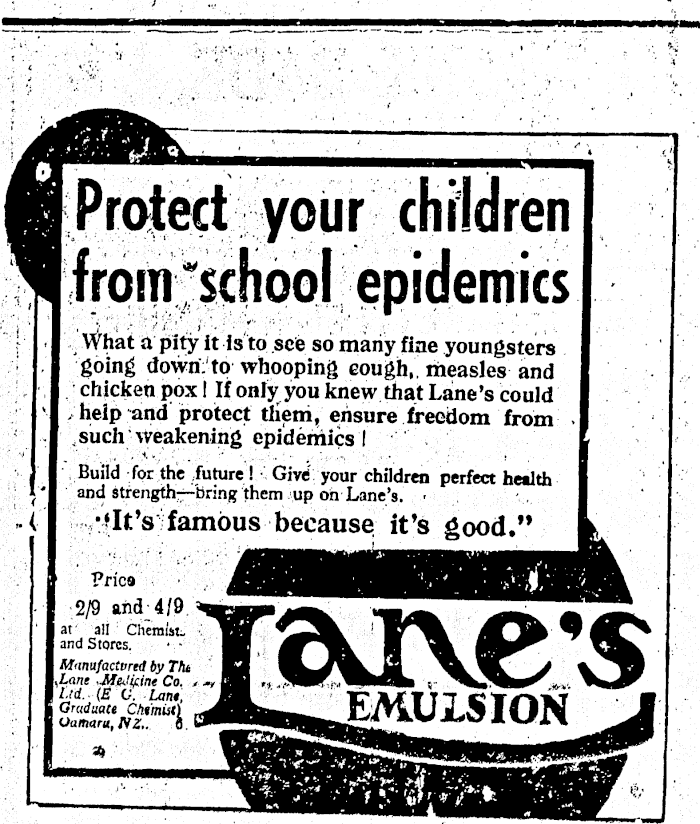 Protect your children
from school epidemics
What a pity it is to see so many fine youngsters
going down to whooping cough, measles and
chicken pox! If only you knew that Lane's could
help and protect them, ensure freedom from
such weakening epidemics!
Build for the future! Give your children perfect health
and strength—bring them up on Lane's.
"It's famous because it's good."
Price
2/9 and 4/9
at all Chemist
and Stores.
Manufactured by The
Lane Medicine Co.
Ltd. (E G. Lane,
Graduate Chemist)
Oamaru, NZ.
Lane's
EMULSION